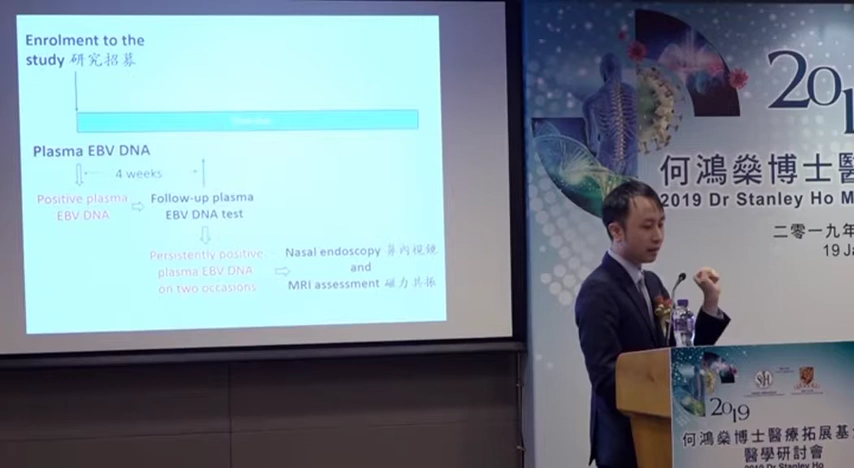 Enrolment to the
study 研究招募
Plasma EBV DNA
4 weeks
Positive plasma
EBV DNA
Follow-up plasma
EBV DNA test
Persistently positive
plasma EBV DNA
on two occasions
Nasal endoscopy 鼻內視鏡
and
MRI assessment 磁力共振
2019
何鴻燊博士醫
2019 Dr Stanley Ho M
二零一九年
19 Ja
2019
何鴻燊博士醫療拓展基
醫學研討會
2019 Dr Stanley Ho